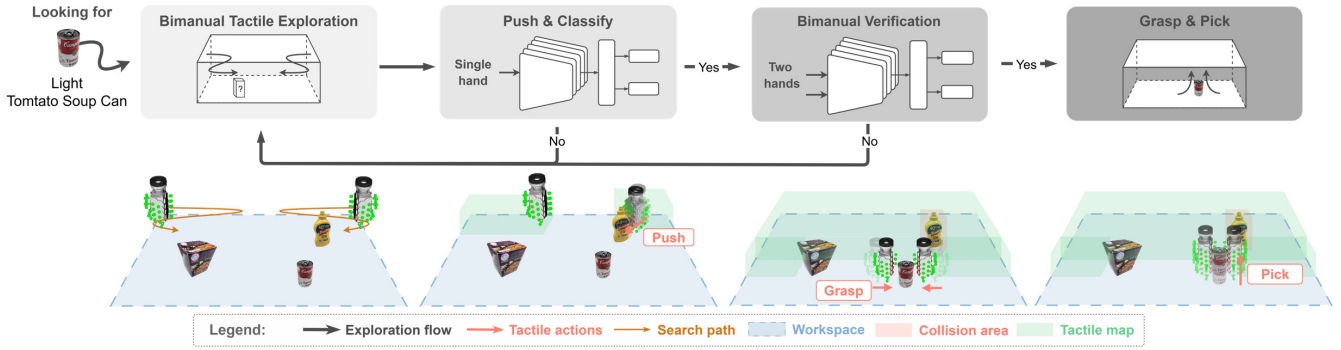 Looking for
Light
Tomtato Soup Can
Bimanual Tactile Exploration
?
Push & Classify
Single
hand
Yes
No
Bimanual Verification
Two
hands
Yes
No
Grasp & Pick
Push
Grasp
Pick
Legend:
Exploration flow
Tactile actions
Search path
Workspace
Collision area
Tactile map